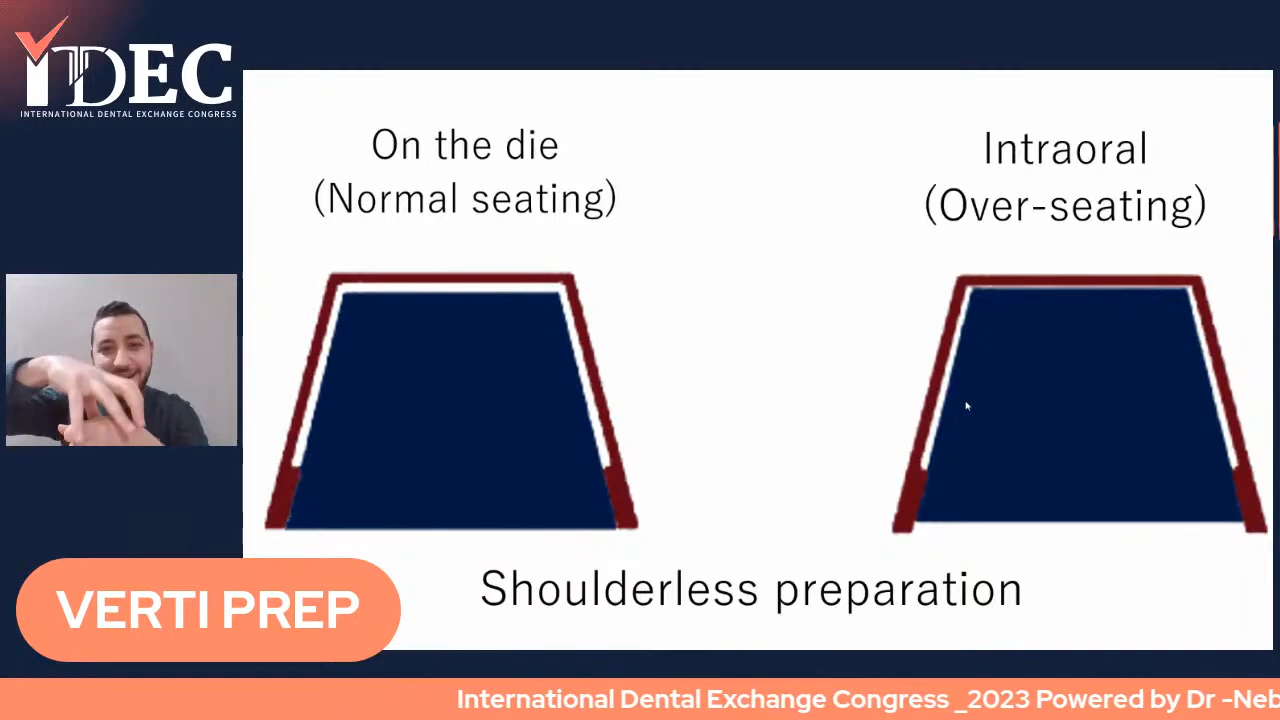 IDEC
INTERNATIONAL DENTAL EXCHANGE CONGRESS
On the die
(Normal seating)
Intraoral
(Over-seating)
Shoulderless preparation
VERTI PREP
International Dental Exchange Congress _2023 Powered by Dr -Neb